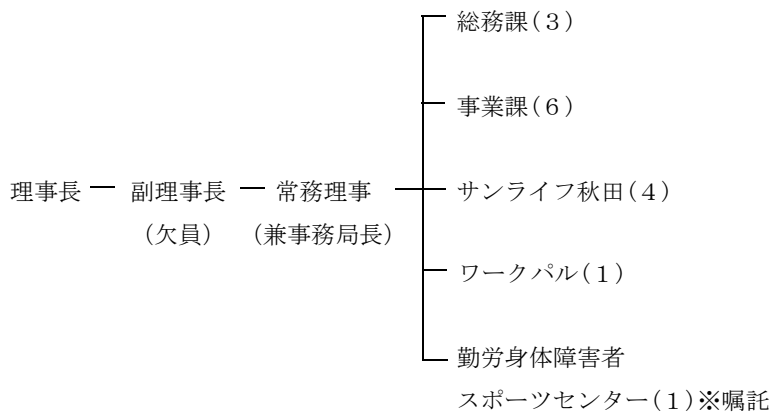 総務課（３）
事業課（６）
理事長 副理事長 常務理事 サンライフ秋田（４）
（欠員） （兼事務局長）
ワークパル（１）
勤労身体障害者
スポーツセンター（１）※嘱託